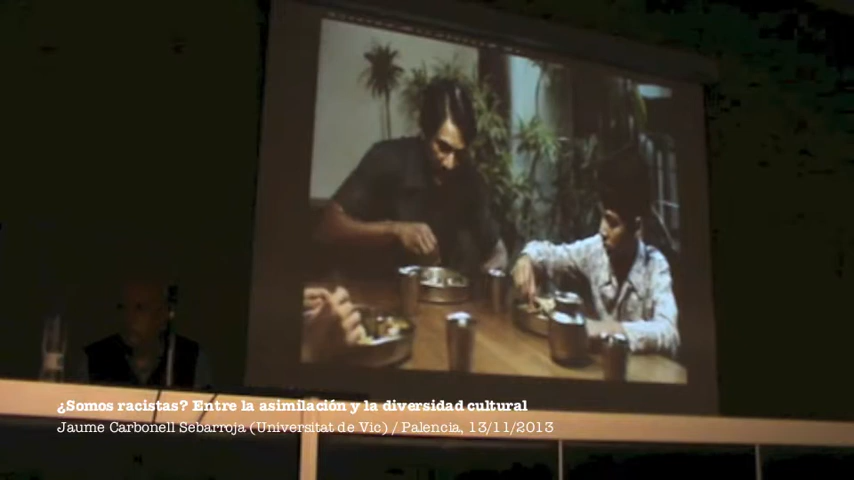 ¿Somos racistas? Entre la asimilación y la diversidad cultural
Jaume Carbonell Sebarroja (Universitat de Vic) / Palencia, 13/11/2013